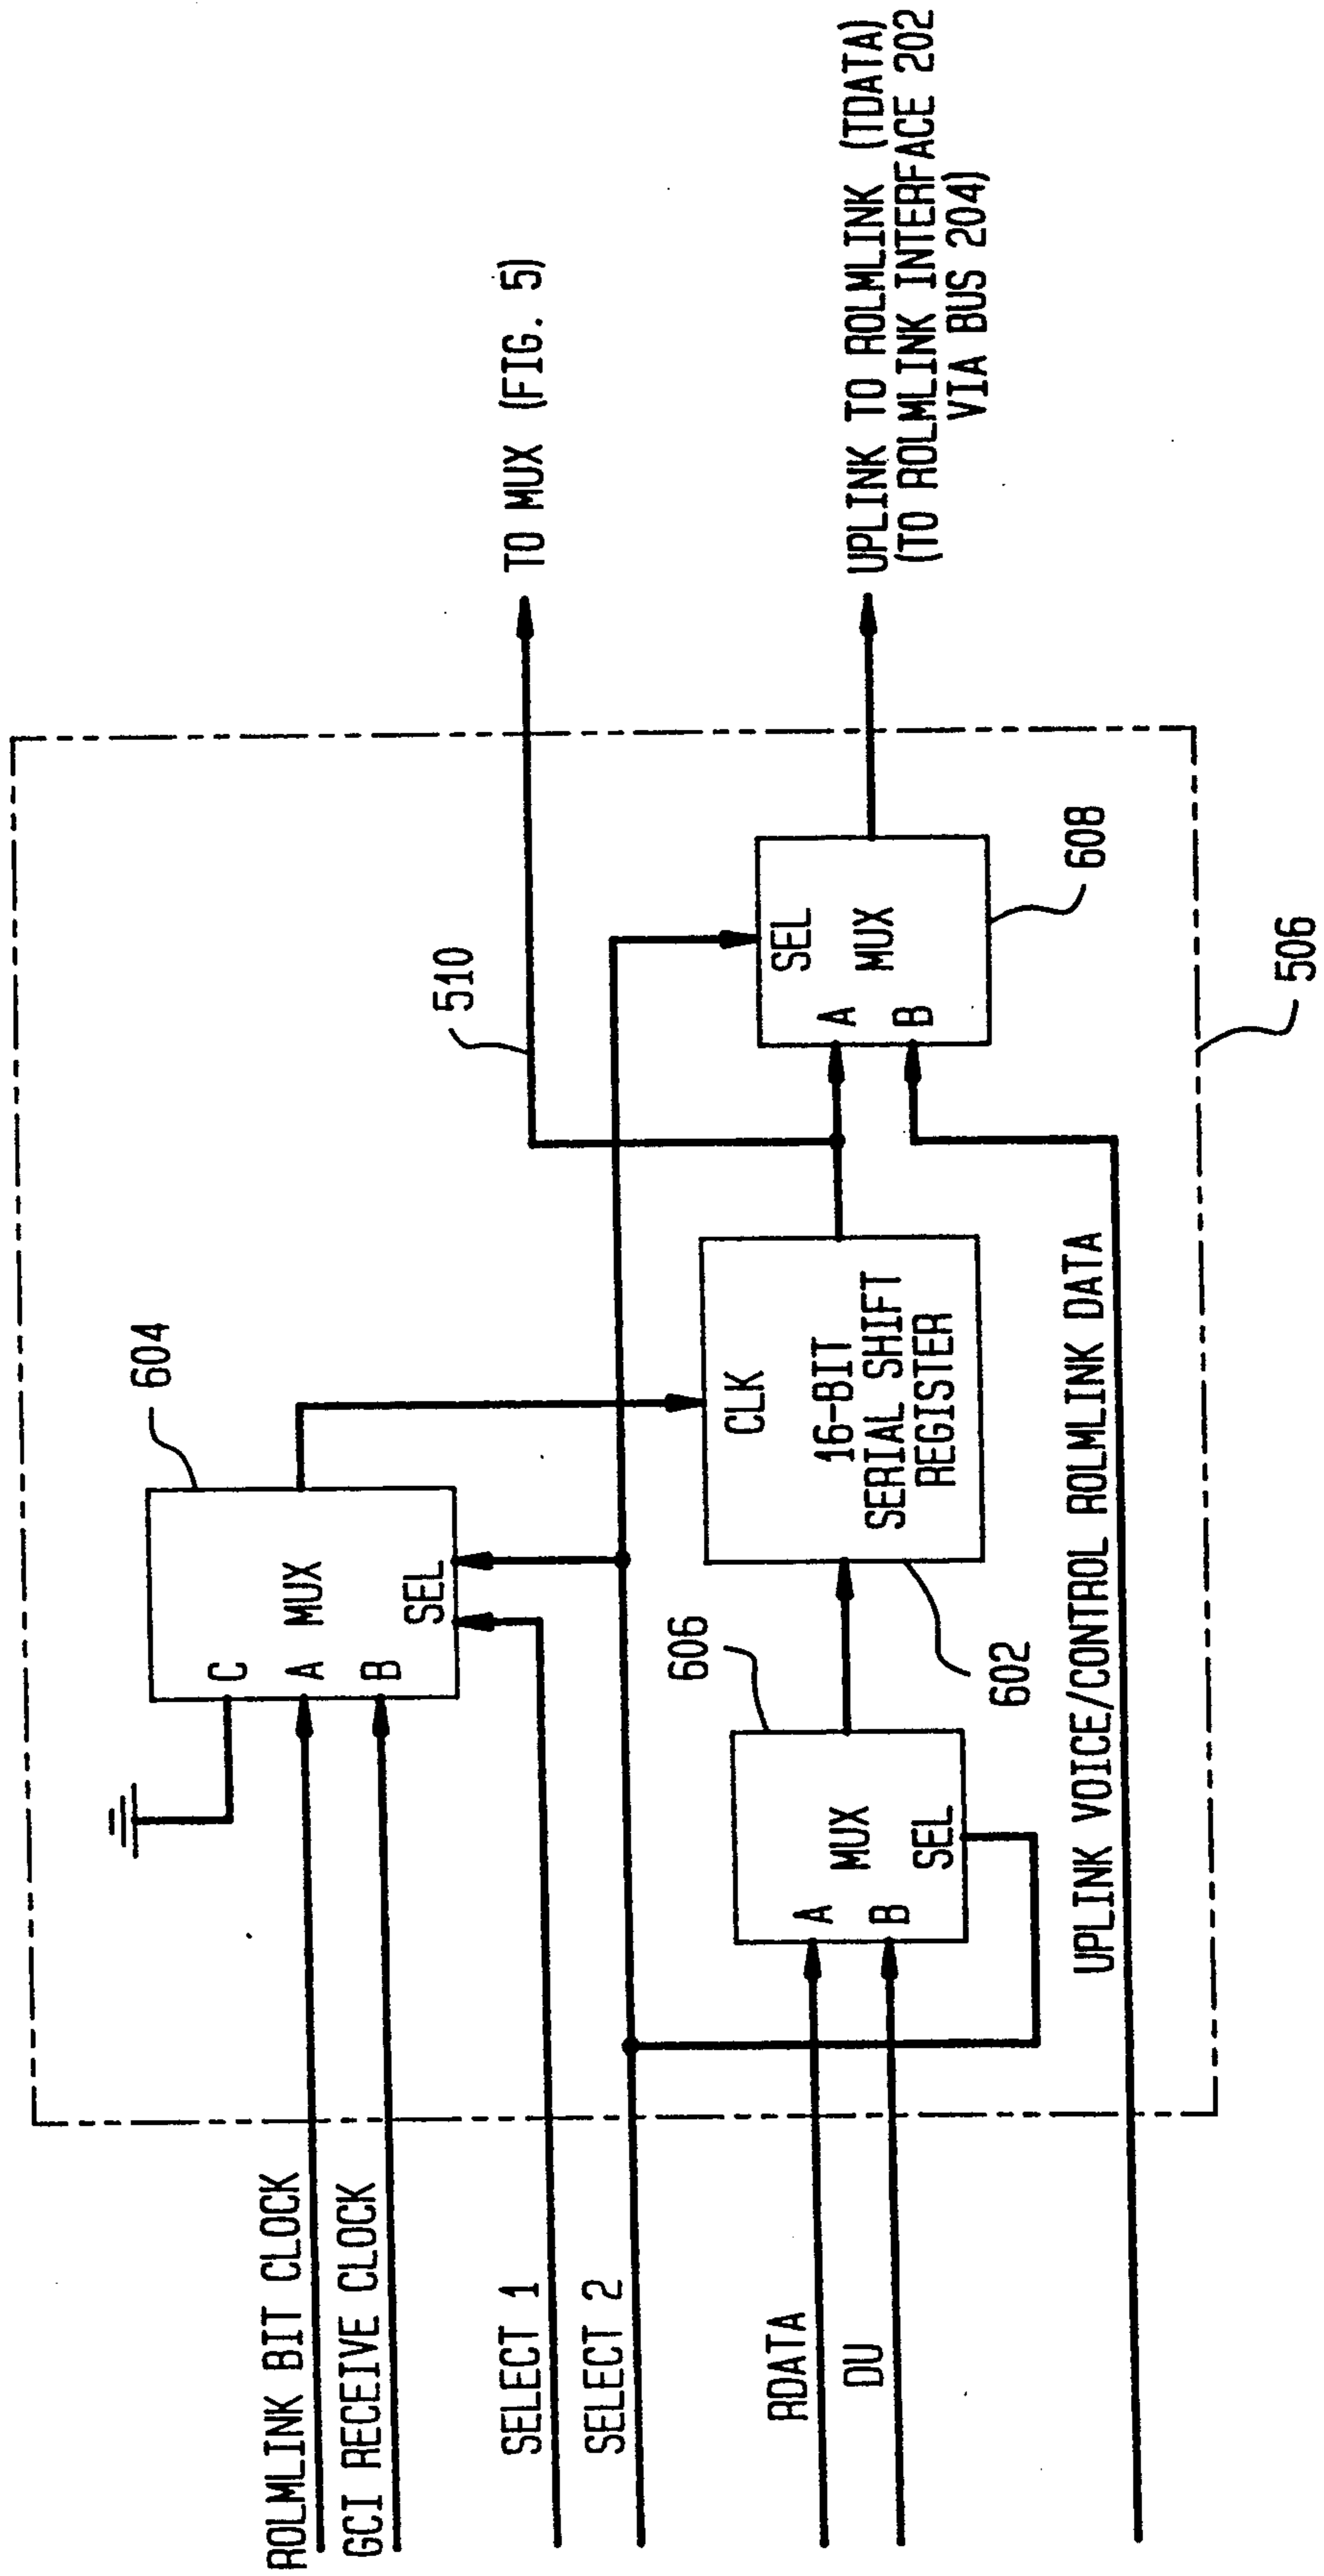 ROLMLINK BIT CLOCK
GCI RECEIVE CLOCK
SELECT 1
SELECT 2
RDATA
DU
C
A
B
MUX
SEL
604
A
B
MUX
SEL
606
CLK
16-BIT
SERIAL SHIFT
REGISTER
602
UPLINK VOICE/CONTROL ROLMLINK DATA
510
SEL
A
B
MUX
608
506
TO MUX (FIG. 5)
UPLINK TO ROLMLINK (TDATA)
(TO ROLMLINK INTERFACE 202
VIA BUS 204)